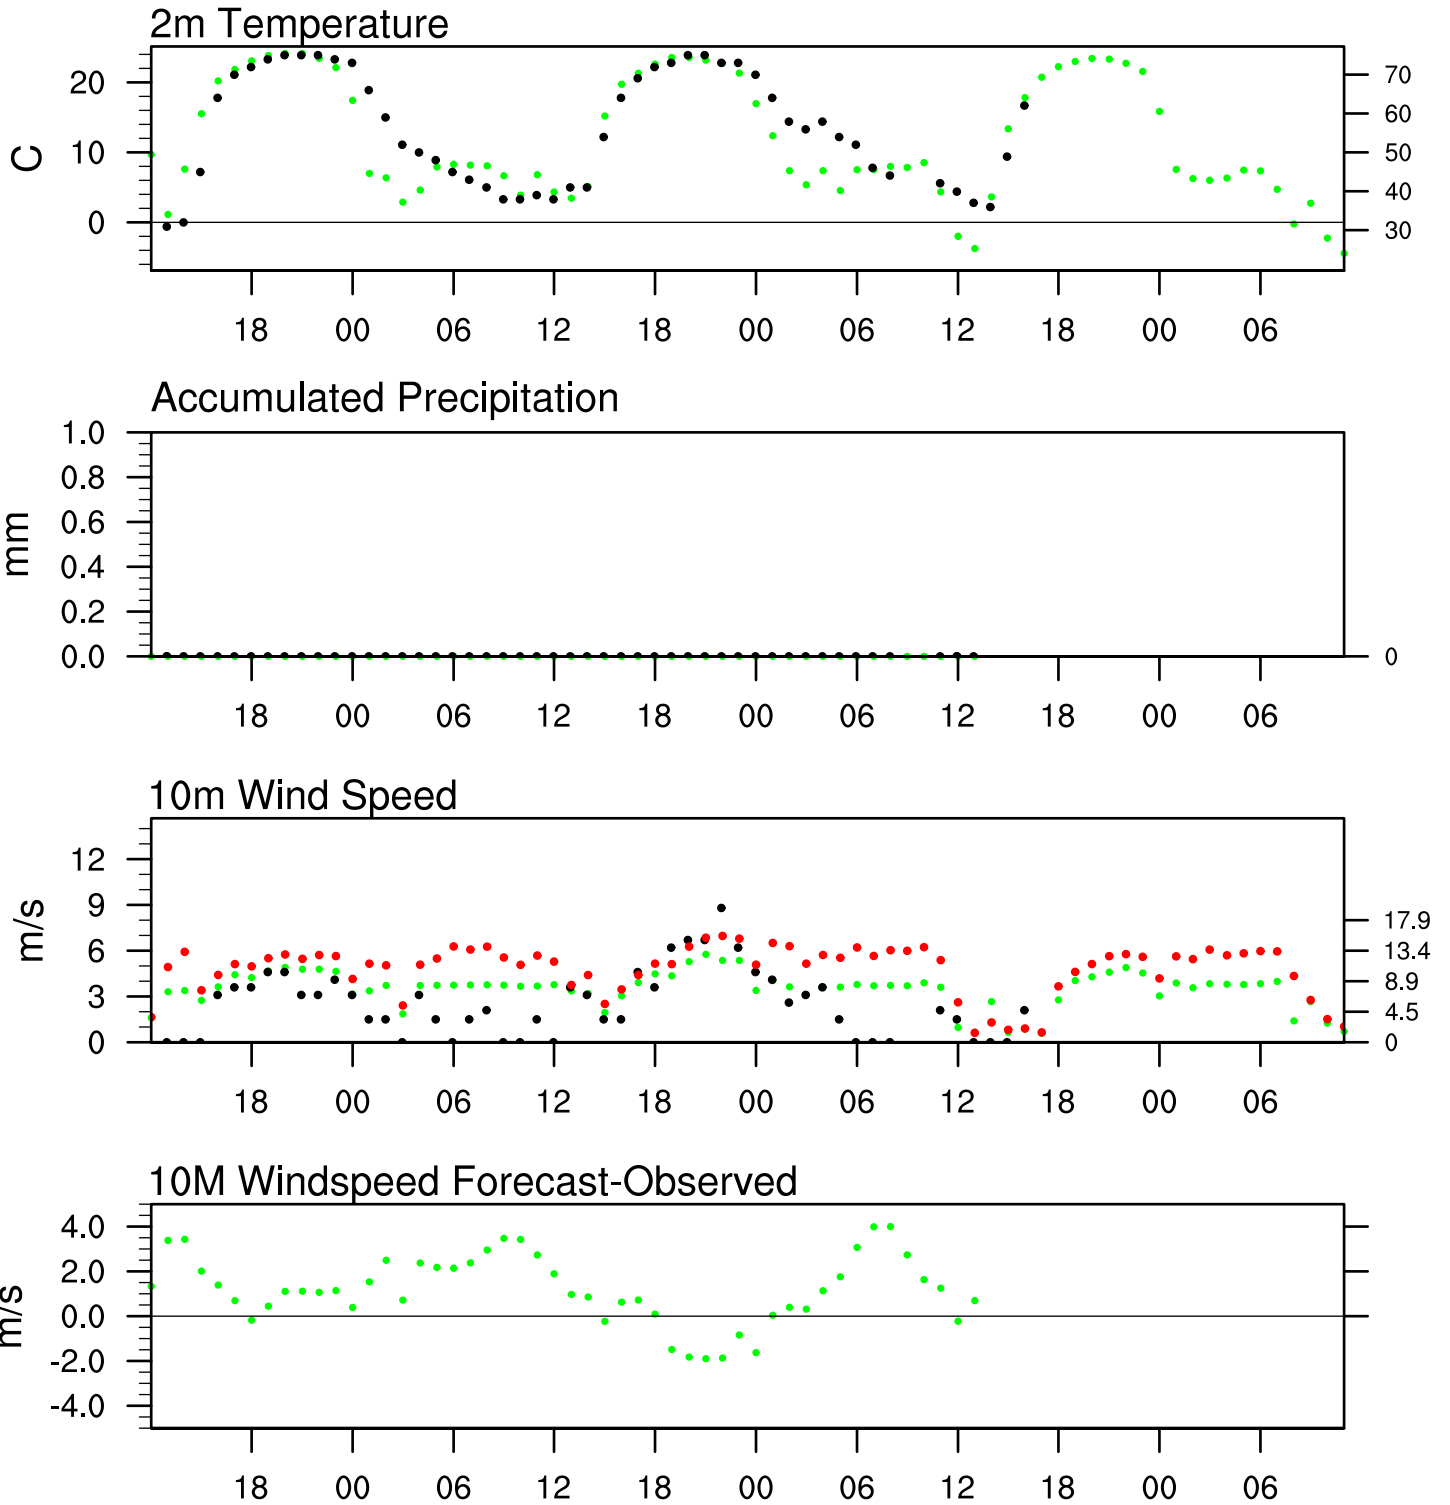 2m Temperature
20
10
0
C
70
60
50
40
30
18 00 06 12 18 00 06 12 18 00 06
Accumulated Precipitation
1.0
0.8
0.6
0.4
0.2
0.0
mm
0
18 00 06 12 18 00 06 12 18 00 06
10m Wind Speed
12
9
6
3
0
m/s
17.9
13.4
8.9
4.5
0
18 00 06 12 18 00 06 12 18 00 06
10M Windspeed Forecast-Observed
4.0
2.0
0.0
-2.0
-4.0
m/s
18 00 06 12 18 00 06 12 18 00 06